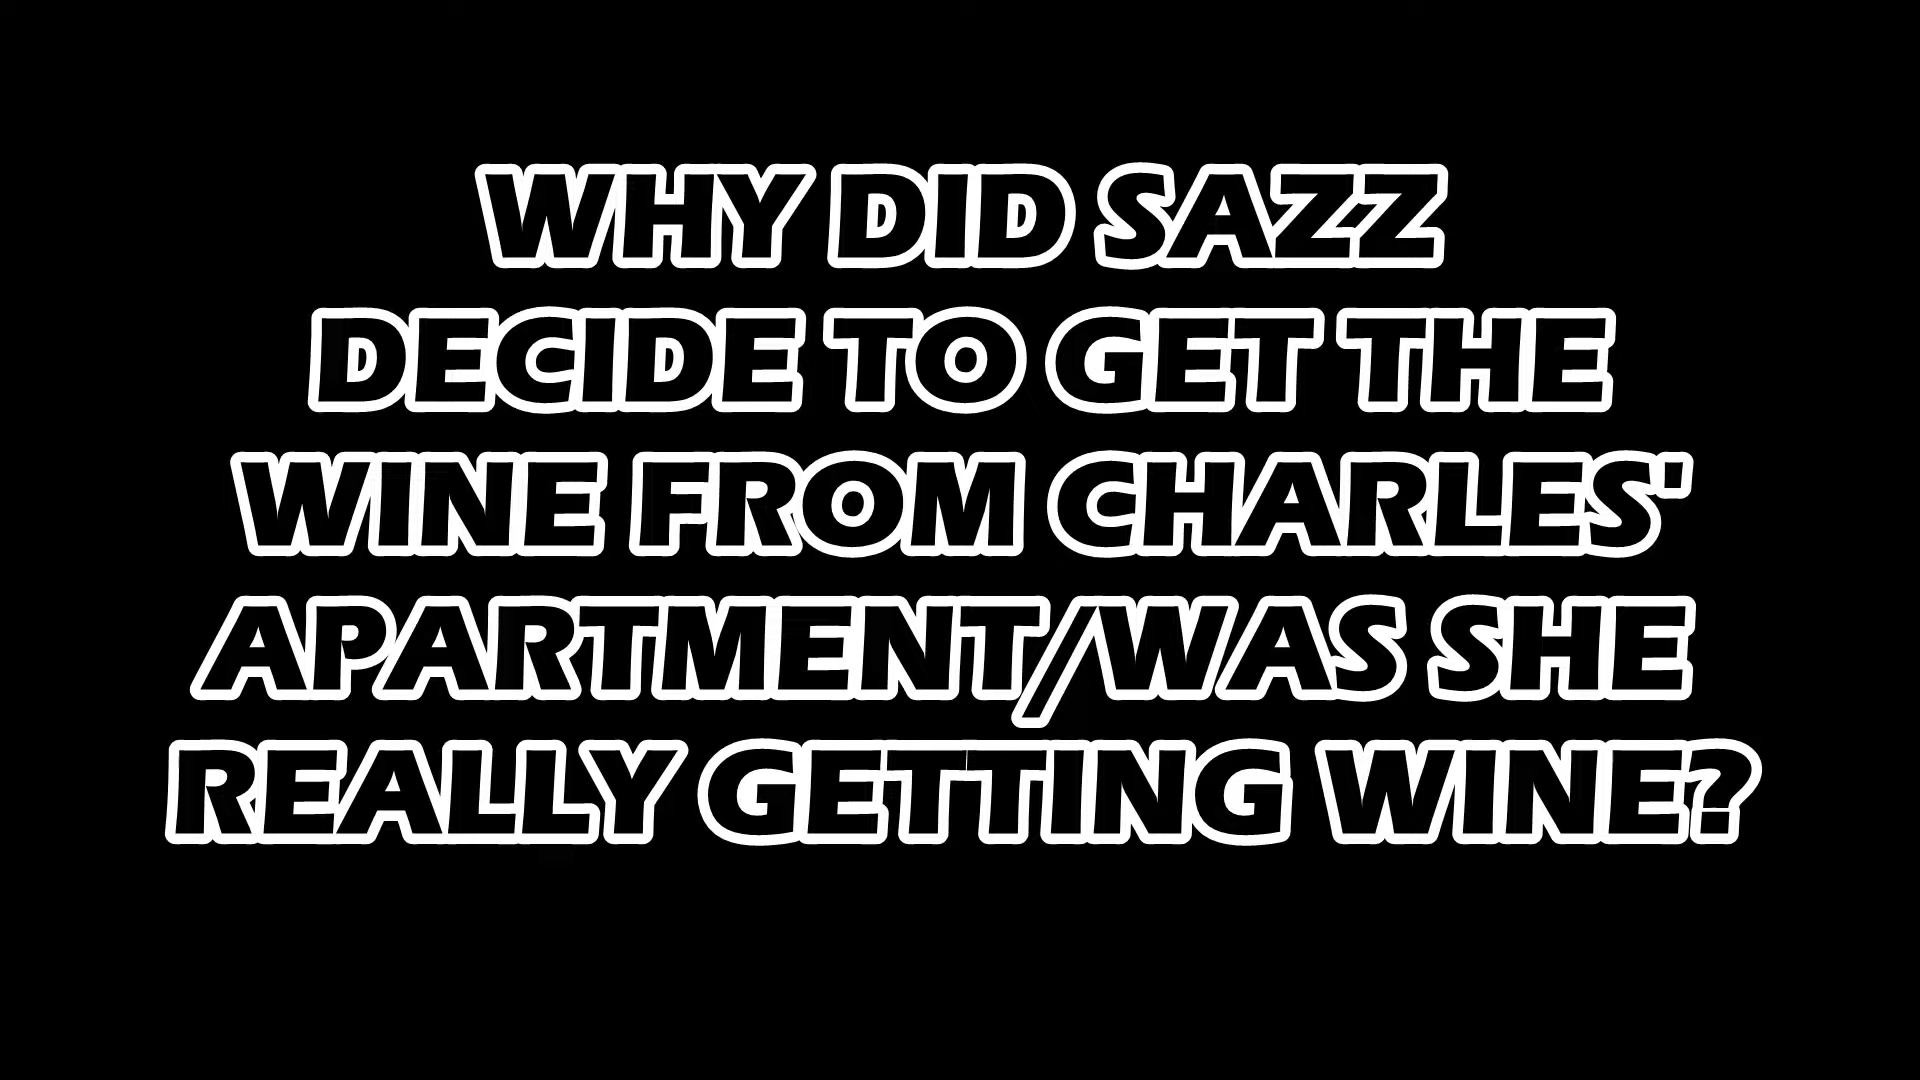 WHY DID SAZZ
DECIDE TO GET THE
WINE FROM CHARLES'
APARTMENT/WAS SHE
REALLY GETTING WINE?